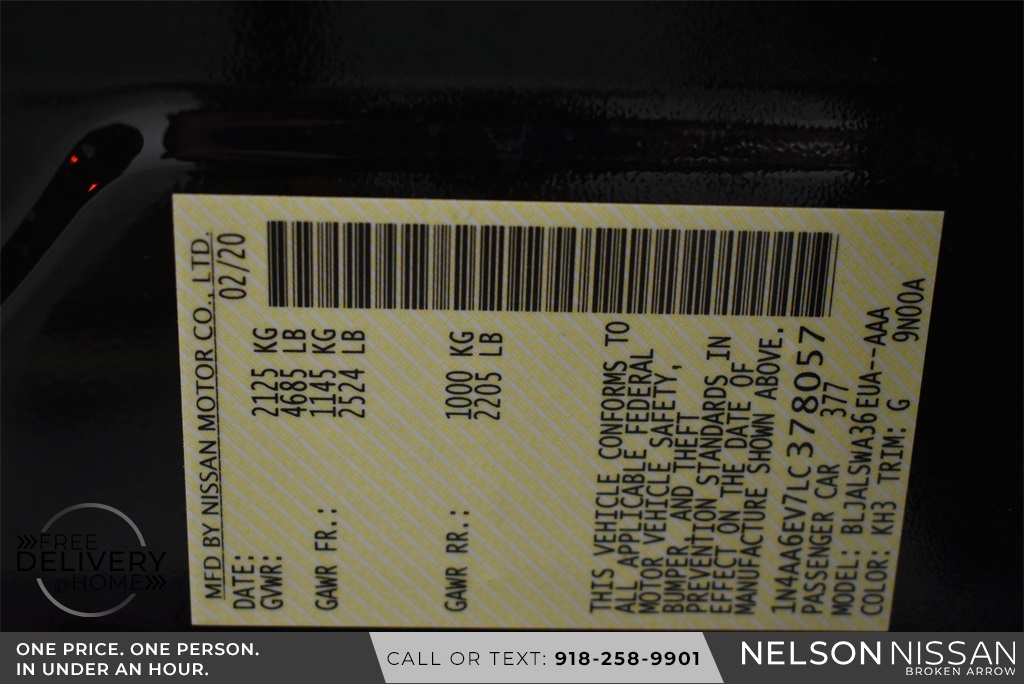 MFD BY NISSAN MOTOR CO., LTD.
DATE: 02/20
GVWR: 2125 KG
4685 LB
GAWR FR.: 1145 KG
2524 LB
GAWR RR.: 1000 KG
2205 LB
THIS VEHICLE CONFORMS TO
ALL APPLICABLE FEDERAL
MOTOR VEHICLE SAFETY,
BUMPER, AND THEFT
PREVENTION STANDARDS IN
EFFECT ON THE DATE OF
MANUFACTURE SHOWN ABOVE.
1N4AA6EV7LC378057
PASSENGER CAR 377
MODEL: BLJALSWA36EUA--AAA
COLOR: KH3 TRIM: G 9N00A
»FREE
DELIVERY
@HOME»
ONE PRICE. ONE PERSON.
IN UNDER AN HOUR.
CALL OR TEXT: 918-258-9901
NELSON NISSAN
BROKEN ARROW